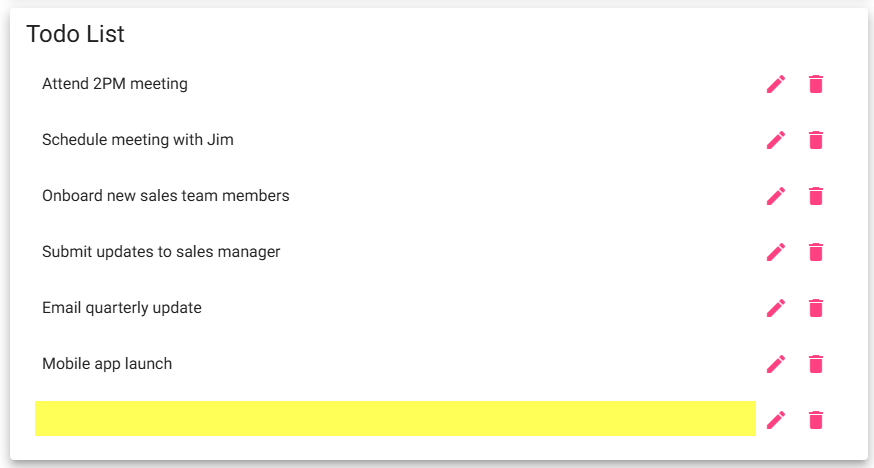 Todo List
Attend 2PM meeting
Schedule meeting with Jim
Onboard new sales team members
Submit updates to sales manager
Email quarterly update
Mobile app launch